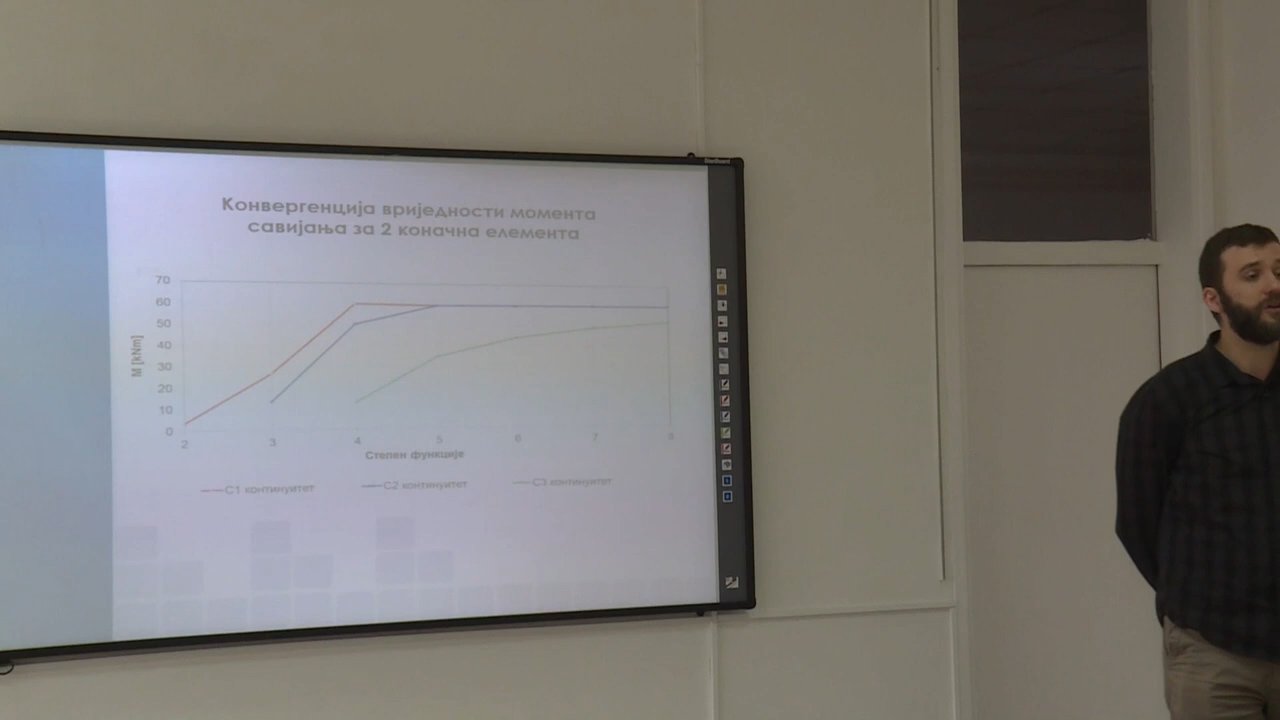 StarBoard
Конвергенција вриједности момента
савијања за 2 коначна елемента
70
60
50
40
30
20
10
0
M [kNm]
2 3 4 5 6 7 8
Степен функције
C1 континуитет C2 континуитет C3 континуитет